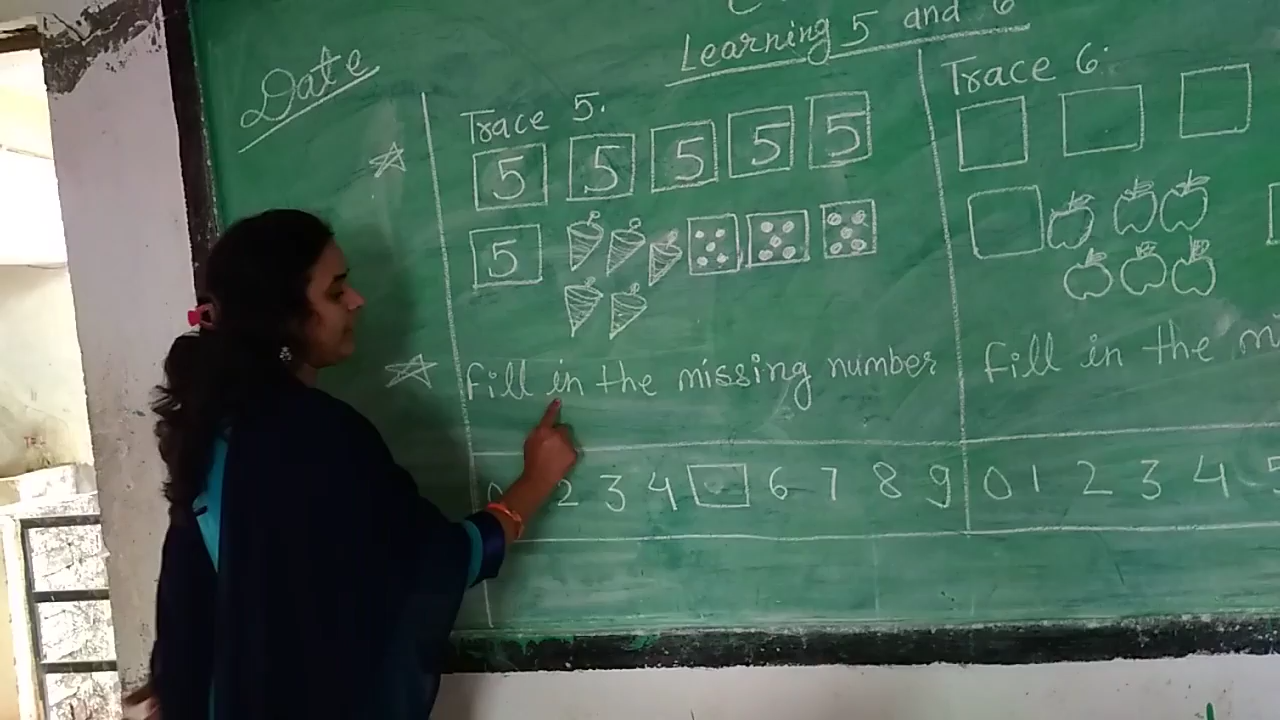 Date
Learning 5 and 6
Trace 5.
5 5 5 5 5
5
Fill in the missing number
0 2 3 4 6 7 8 9
Trace 6.
Fill in the
0 1 2 3 4 5